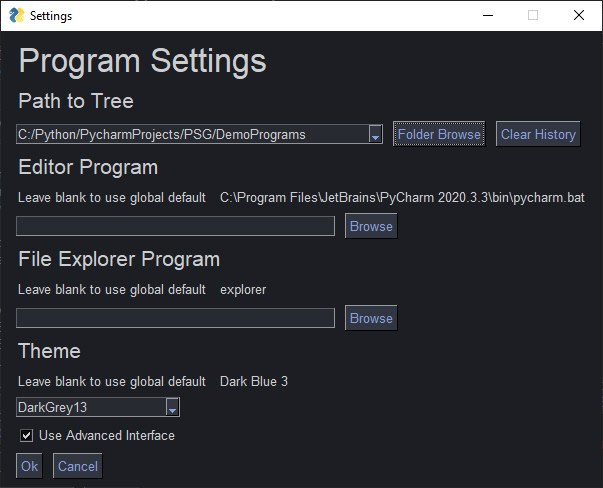 Settings
Program Settings
Path to Tree
C:/Python/PycharmProjects/PSG/DemoPrograms Folder Browse Clear History
Editor Program
Leave blank to use global default C:\Program Files\JetBrains\PyCharm 2020.3.3\bin\pycharm.bat
Browse
File Explorer Program
Leave blank to use global default explorer
Browse
Theme
Leave blank to use global default Dark Blue 3
DarkGrey13
Use Advanced Interface
Ok Cancel